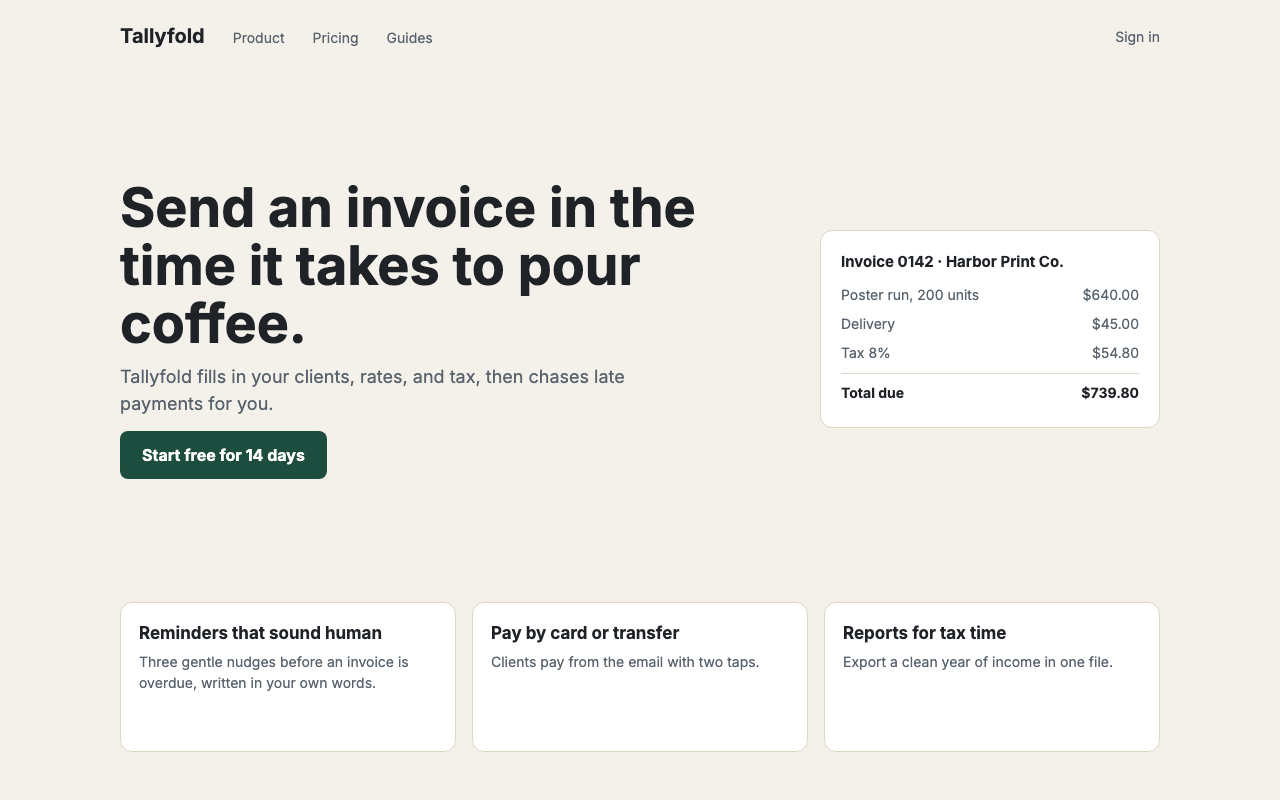 Tallyfold Product Pricing Guides Sign in
Send an invoice in the
time it takes to pour
coffee.
Tallyfold fills in your clients, rates, and tax, then chases late
payments for you.
Start free for 14 days
Invoice 0142 · Harbor Print Co.
Poster run, 200 units $640.00
Delivery $45.00
Tax 8% $54.80
Total due $739.80
Reminders that sound human
Three gentle nudges before an invoice is
overdue, written in your own words.
Pay by card or transfer
Clients pay from the email with two taps.
Reports for tax time
Export a clean year of income in one file.